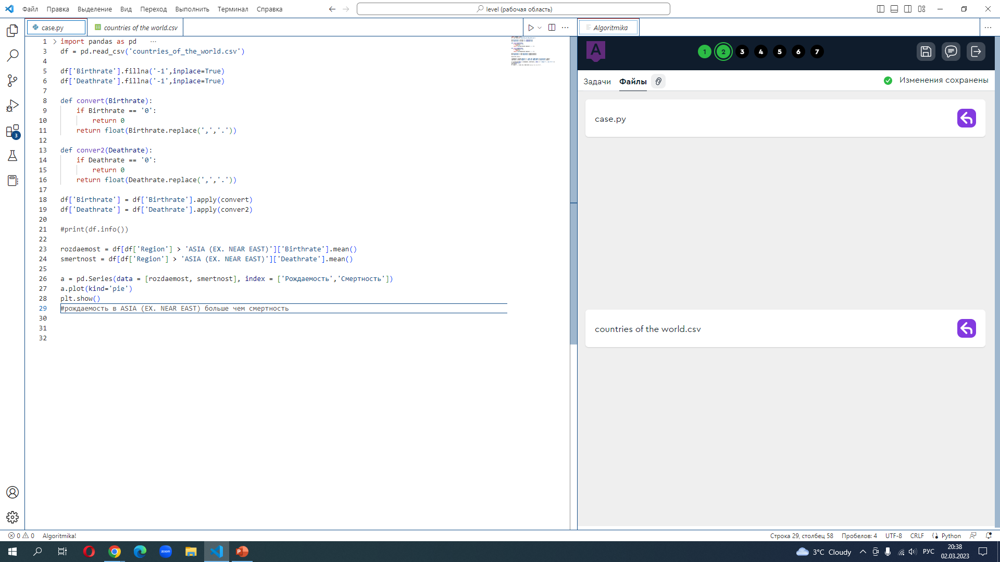 Файл Правка Выделение Вид Переход Выполнить Терминал Справка level (рабочая область)
case.py countries of the world.csv Algoritmika
1 import pandas as pd ...
3 df = pd.read_csv('countries_of_the_world.csv')
4
5 df['Birthrate'].fillna('-1',inplace=True)
6 df['Deathrate'].fillna('-1',inplace=True)
7
8 def convert(Birthrate):
9 if Birthrate == '0':
10 return 0
11 return float(Birthrate.replace(',','.'))
12
13 def conver2(Deathrate):
14 if Deathrate == '0':
15 return 0
16 return float(Deathrate.replace(',','.'))
17
18 df['Birthrate'] = df['Birthrate'].apply(convert)
19 df['Deathrate'] = df['Deathrate'].apply(conver2)
20
21 #print(df.info())
22
23 rozdaemost = df[df['Region'] > 'ASIA (EX. NEAR EAST)']['Birthrate'].mean()
24 smertnost = df[df['Region'] > 'ASIA (EX. NEAR EAST)']['Deathrate'].mean()
25
26 a = pd.Series(data = [rozdaemost, smertnost], index = ['Рождаемость','Смертность'])
27 a.plot(kind='pie')
28 plt.show()
29 #рождаемость в ASIA (EX. NEAR EAST) больше чем смертность
30
31
32
3
A 1 2 3 4 5 6 7
Задачи Файлы Изменения сохранены
case.py
countries of the world.csv
0 0 Algoritmika! Строка 29, столбец 58 Пробелов: 4 UTF-8 CRLF Python
zoom P 3°C Cloudy РУС 20:38
02.03.2023